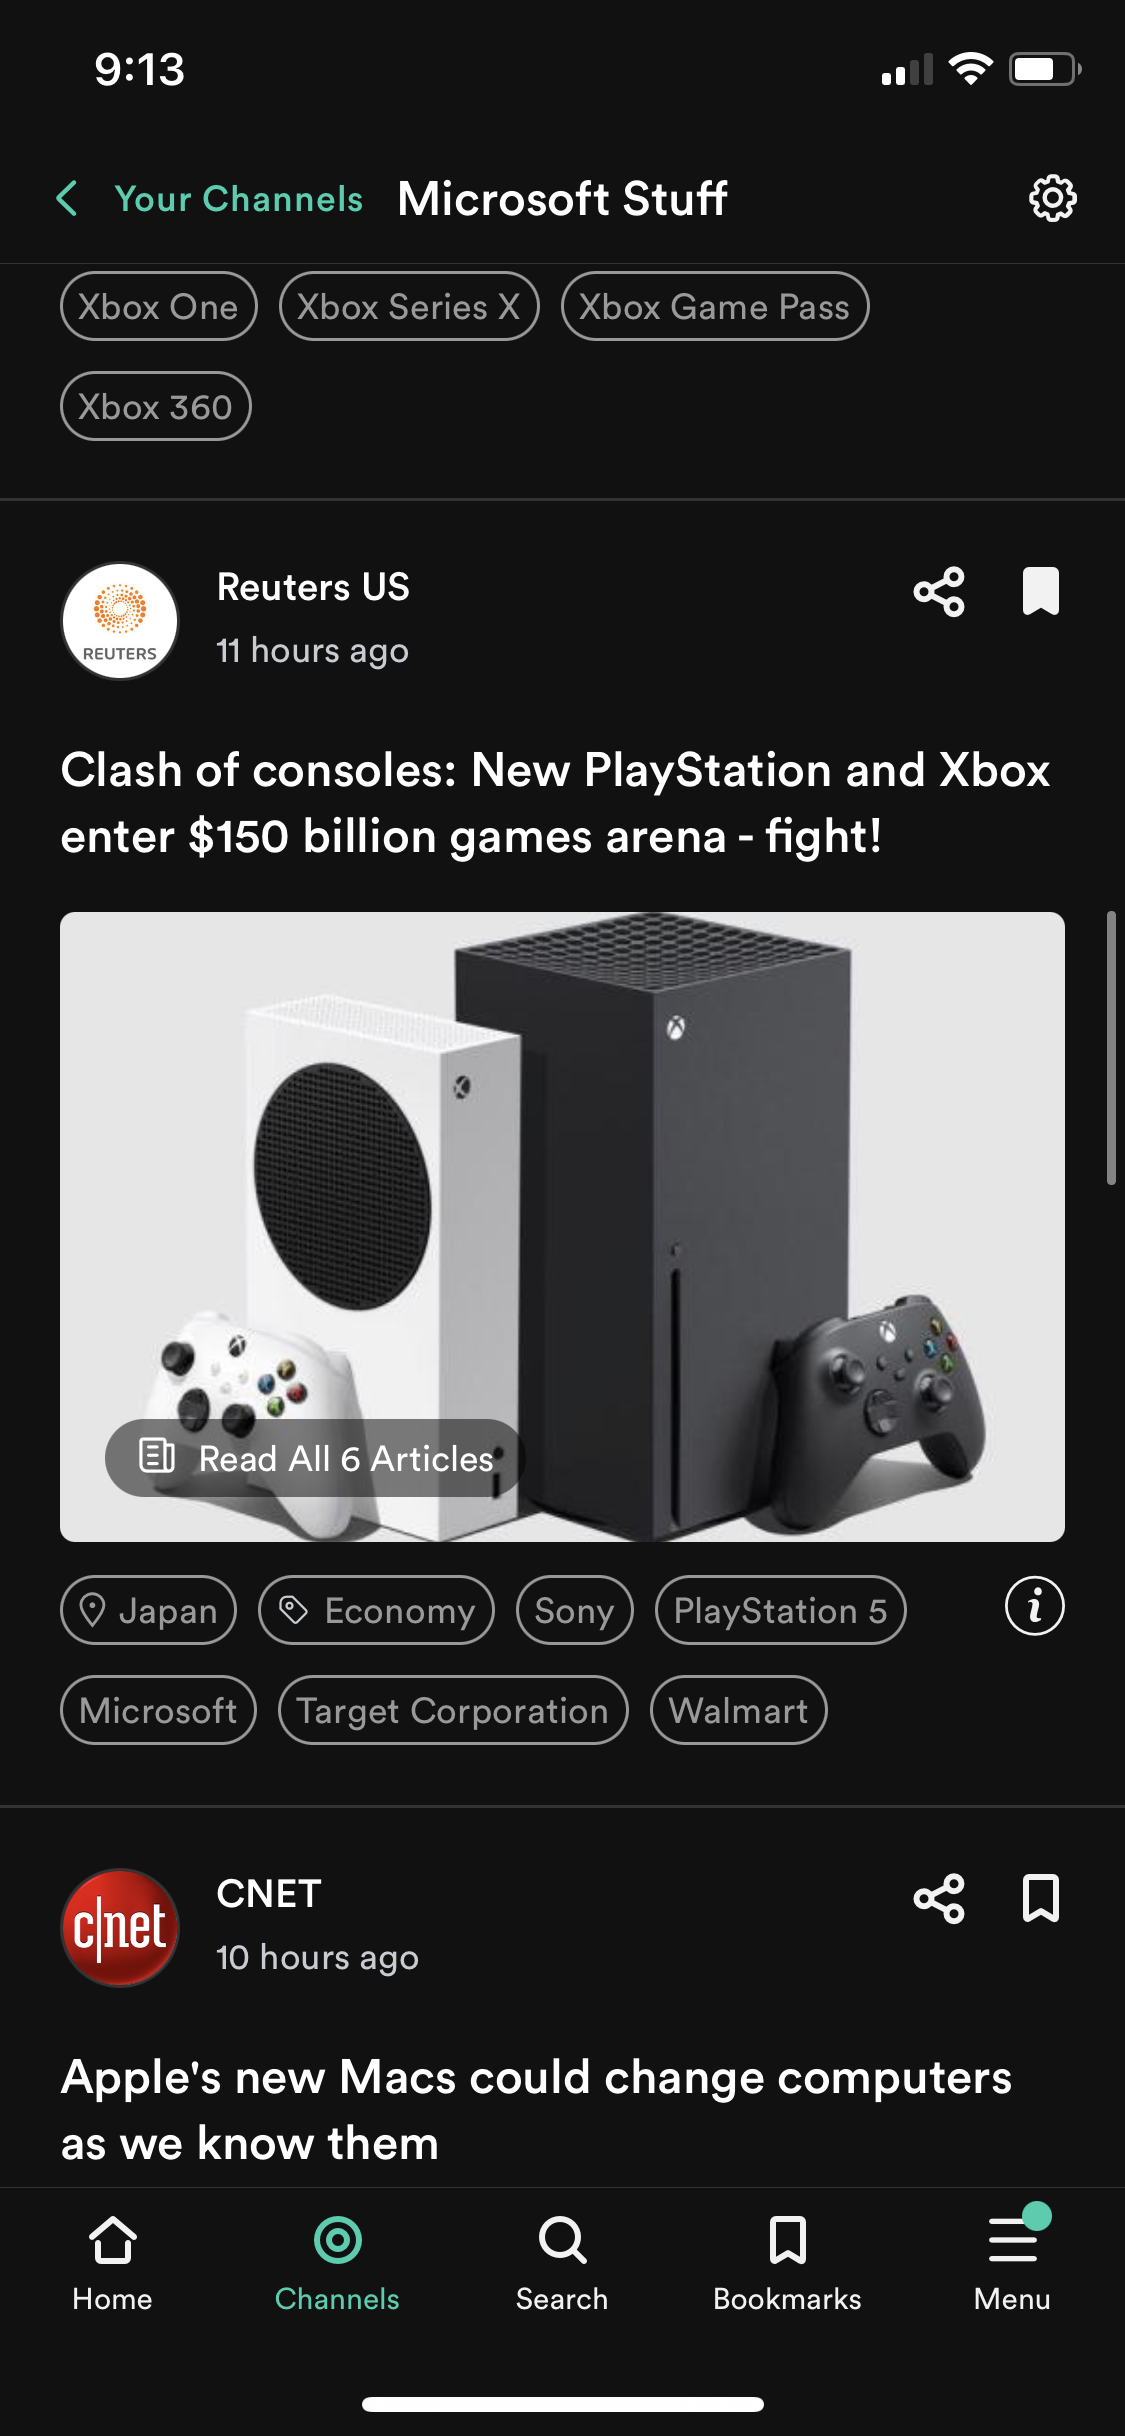 9:13
Your Channels Microsoft Stuff
Xbox One Xbox Series X Xbox Game Pass
Xbox 360
Reuters US
REUTERS
11 hours ago
Clash of consoles: New PlayStation and Xbox
enter $150 billion games arena - fight!
Read All 6 Articles
Japan Economy Sony PlayStation 5
Microsoft Target Corporation Walmart
CNET
c|net
10 hours ago
Apple's new Macs could change computers
as we know them
Home Channels Search Bookmarks Menu